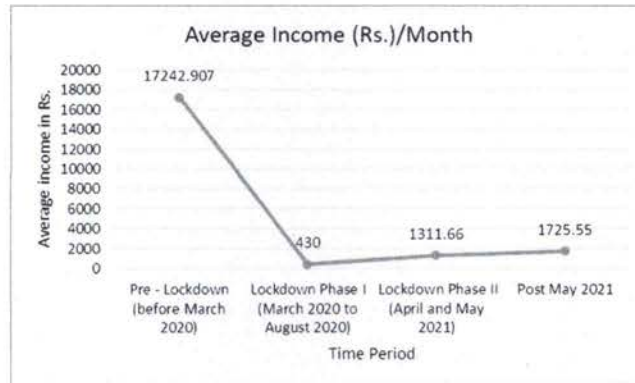 Average Income (Rs.)/Month
Average income in Rs.
20000
18000
16000
14000
12000
10000
8000
6000
4000
2000
0
17242.907
430
1311.66
1725.55
Pre - Lockdown
(before March
2020)
Lockdown Phase I
(March 2020 to
August 2020)
Lockdown Phase II
(April and May
2021)
Post May 2021
Time Period